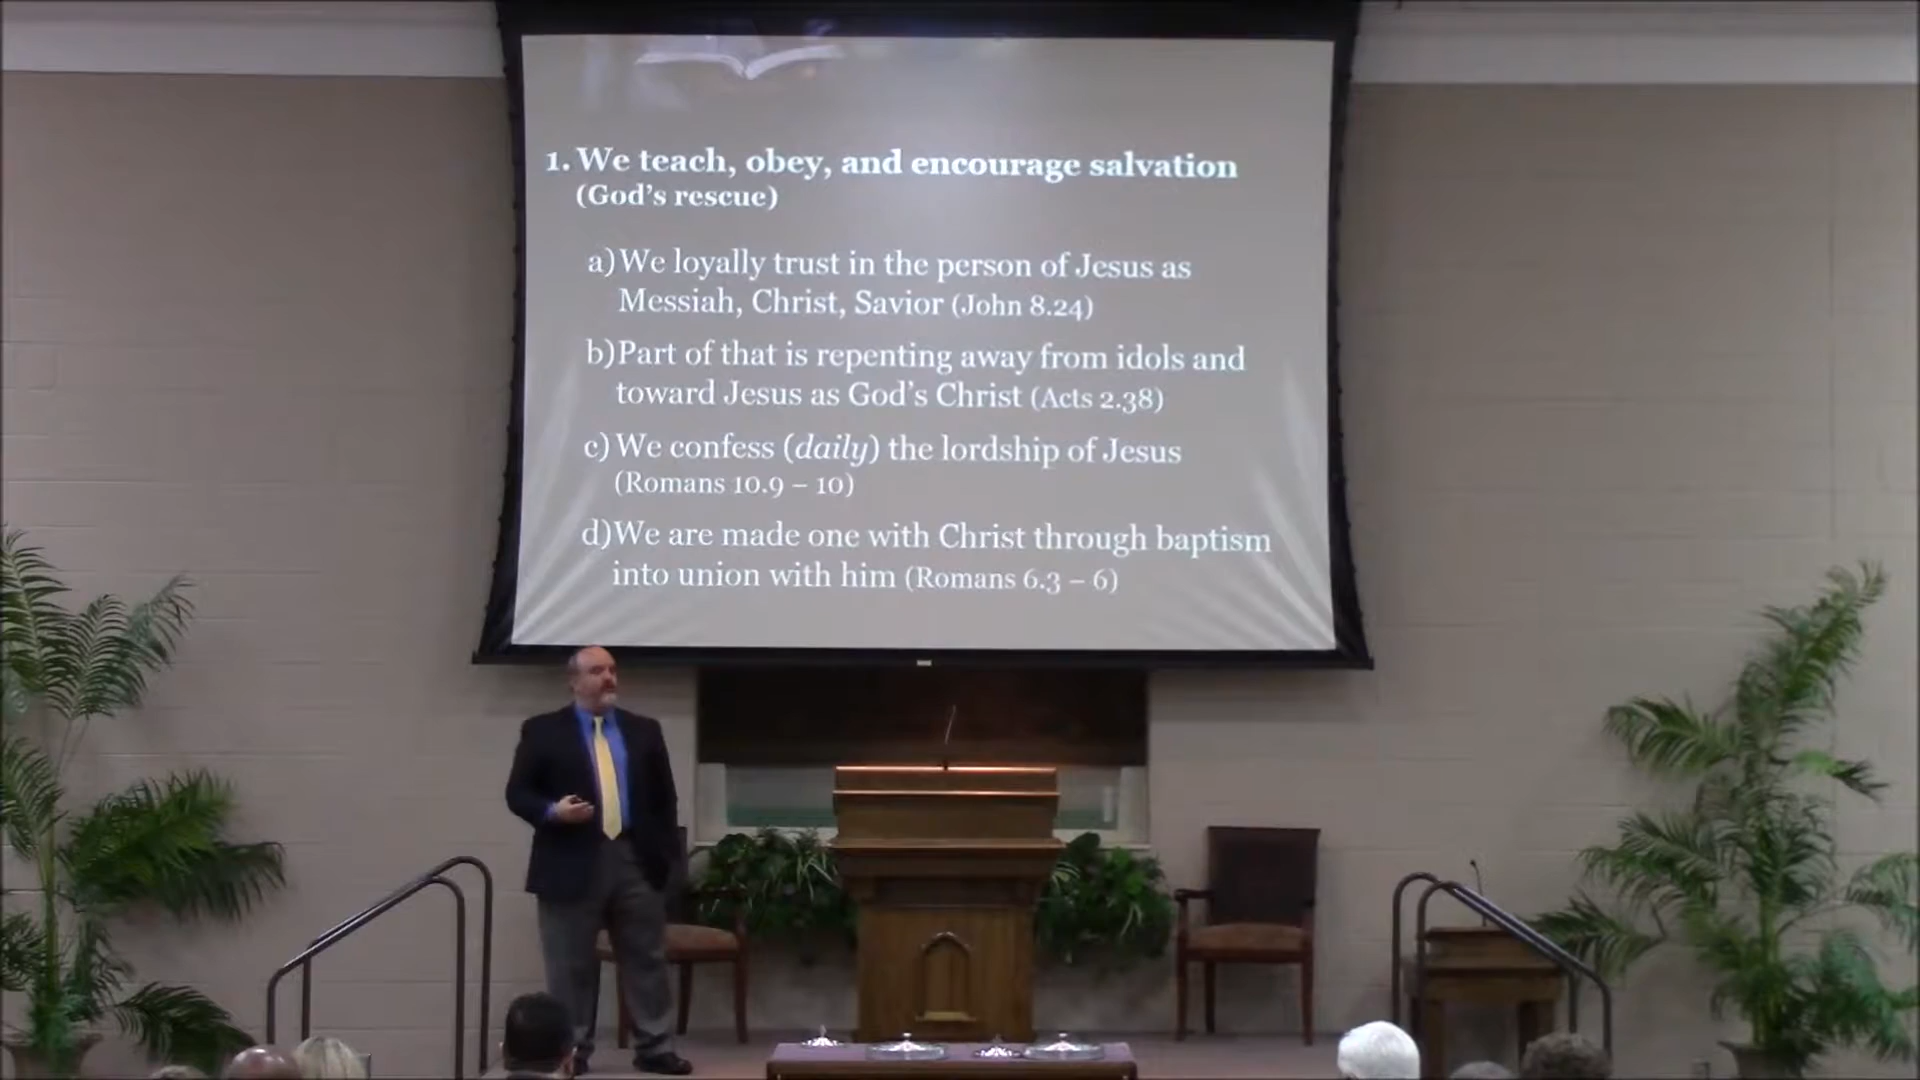 1. We teach, obey, and encourage salvation
(God's rescue)
a) We loyally trust in the person of Jesus as
Messiah, Christ, Savior (John 8.24)
b) Part of that is repenting away from idols and
toward Jesus as God's Christ (Acts 2.38)
c) We confess (daily) the lordship of Jesus
(Romans 10.9 – 10)
d) We are made one with Christ through baptism
into union with him (Romans 6.3 – 6)